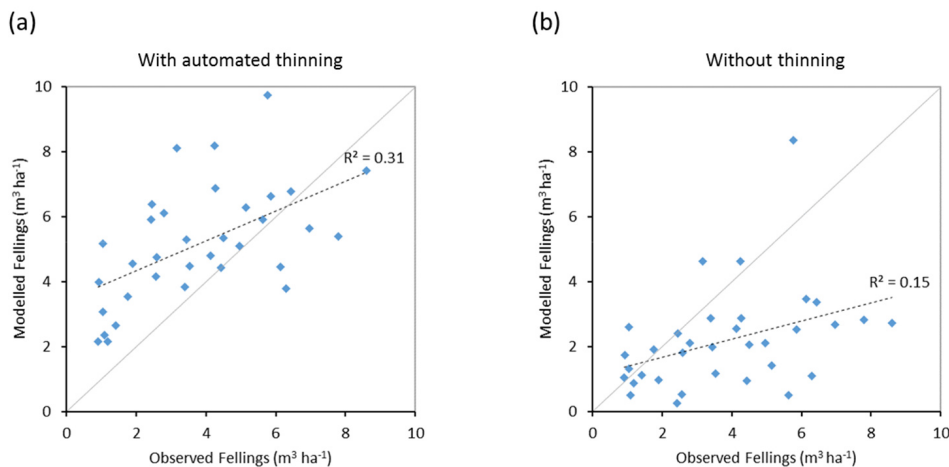 (a)
With automated thinning
10
8
6
4
2
0
Modelled Fellings (m³ ha⁻¹)
R² = 0.31
0 2 4 6 8 10
Observed Fellings (m³ ha⁻¹)
(b)
Without thinning
10
8
6
4
2
0
Modelled Fellings (m³ ha⁻¹)
R² = 0.15
0 2 4 6 8 10
Observed Fellings (m³ ha⁻¹)